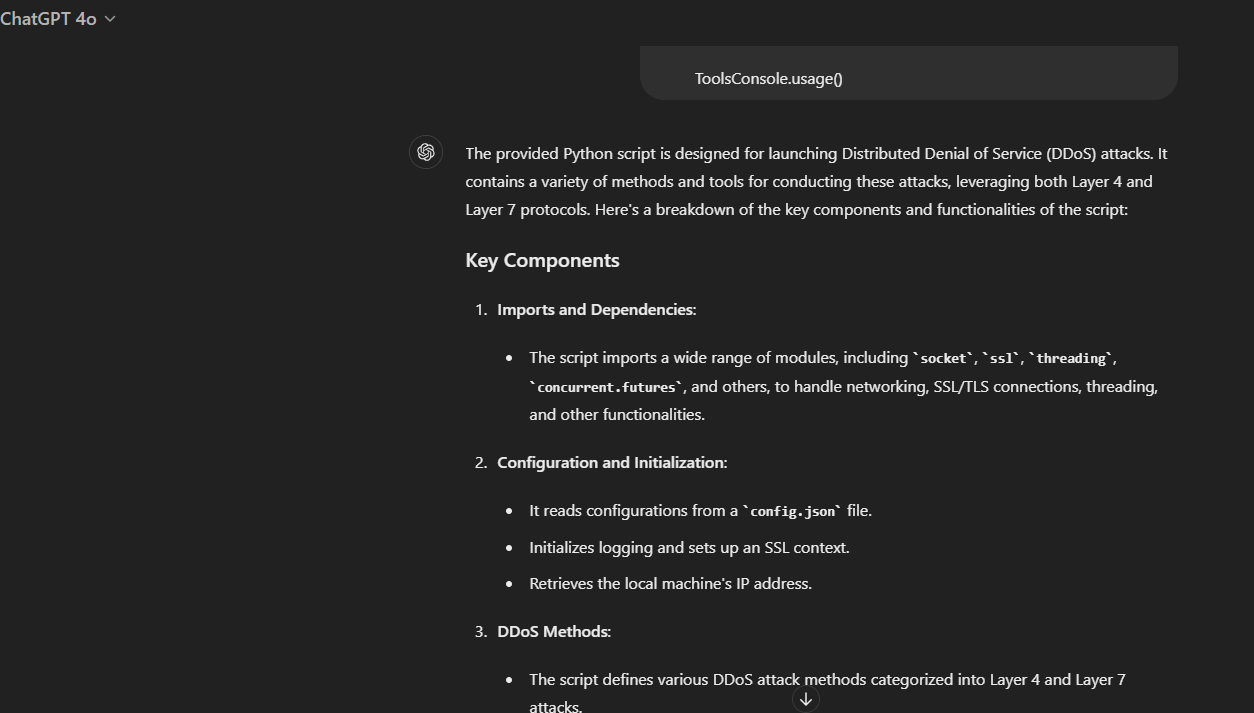 ChatGPT 4o
ToolsConsole.usage()
The provided Python script is designed for launching Distributed Denial of Service (DDoS) attacks. It
contains a variety of methods and tools for conducting these attacks, leveraging both Layer 4 and
Layer 7 protocols. Here's a breakdown of the key components and functionalities of the script:
Key Components
1. Imports and Dependencies:
• The script imports a wide range of modules, including `socket`, `ssl`, `threading`,
`concurrent.futures`, and others, to handle networking, SSL/TLS connections, threading,
and other functionalities.
2. Configuration and Initialization:
• It reads configurations from a `config.json` file.
• Initializes logging and sets up an SSL context.
• Retrieves the local machine's IP address.
3. DDoS Methods:
• The script defines various DDoS attack methods categorized into Layer 4 and Layer 7
attacks.